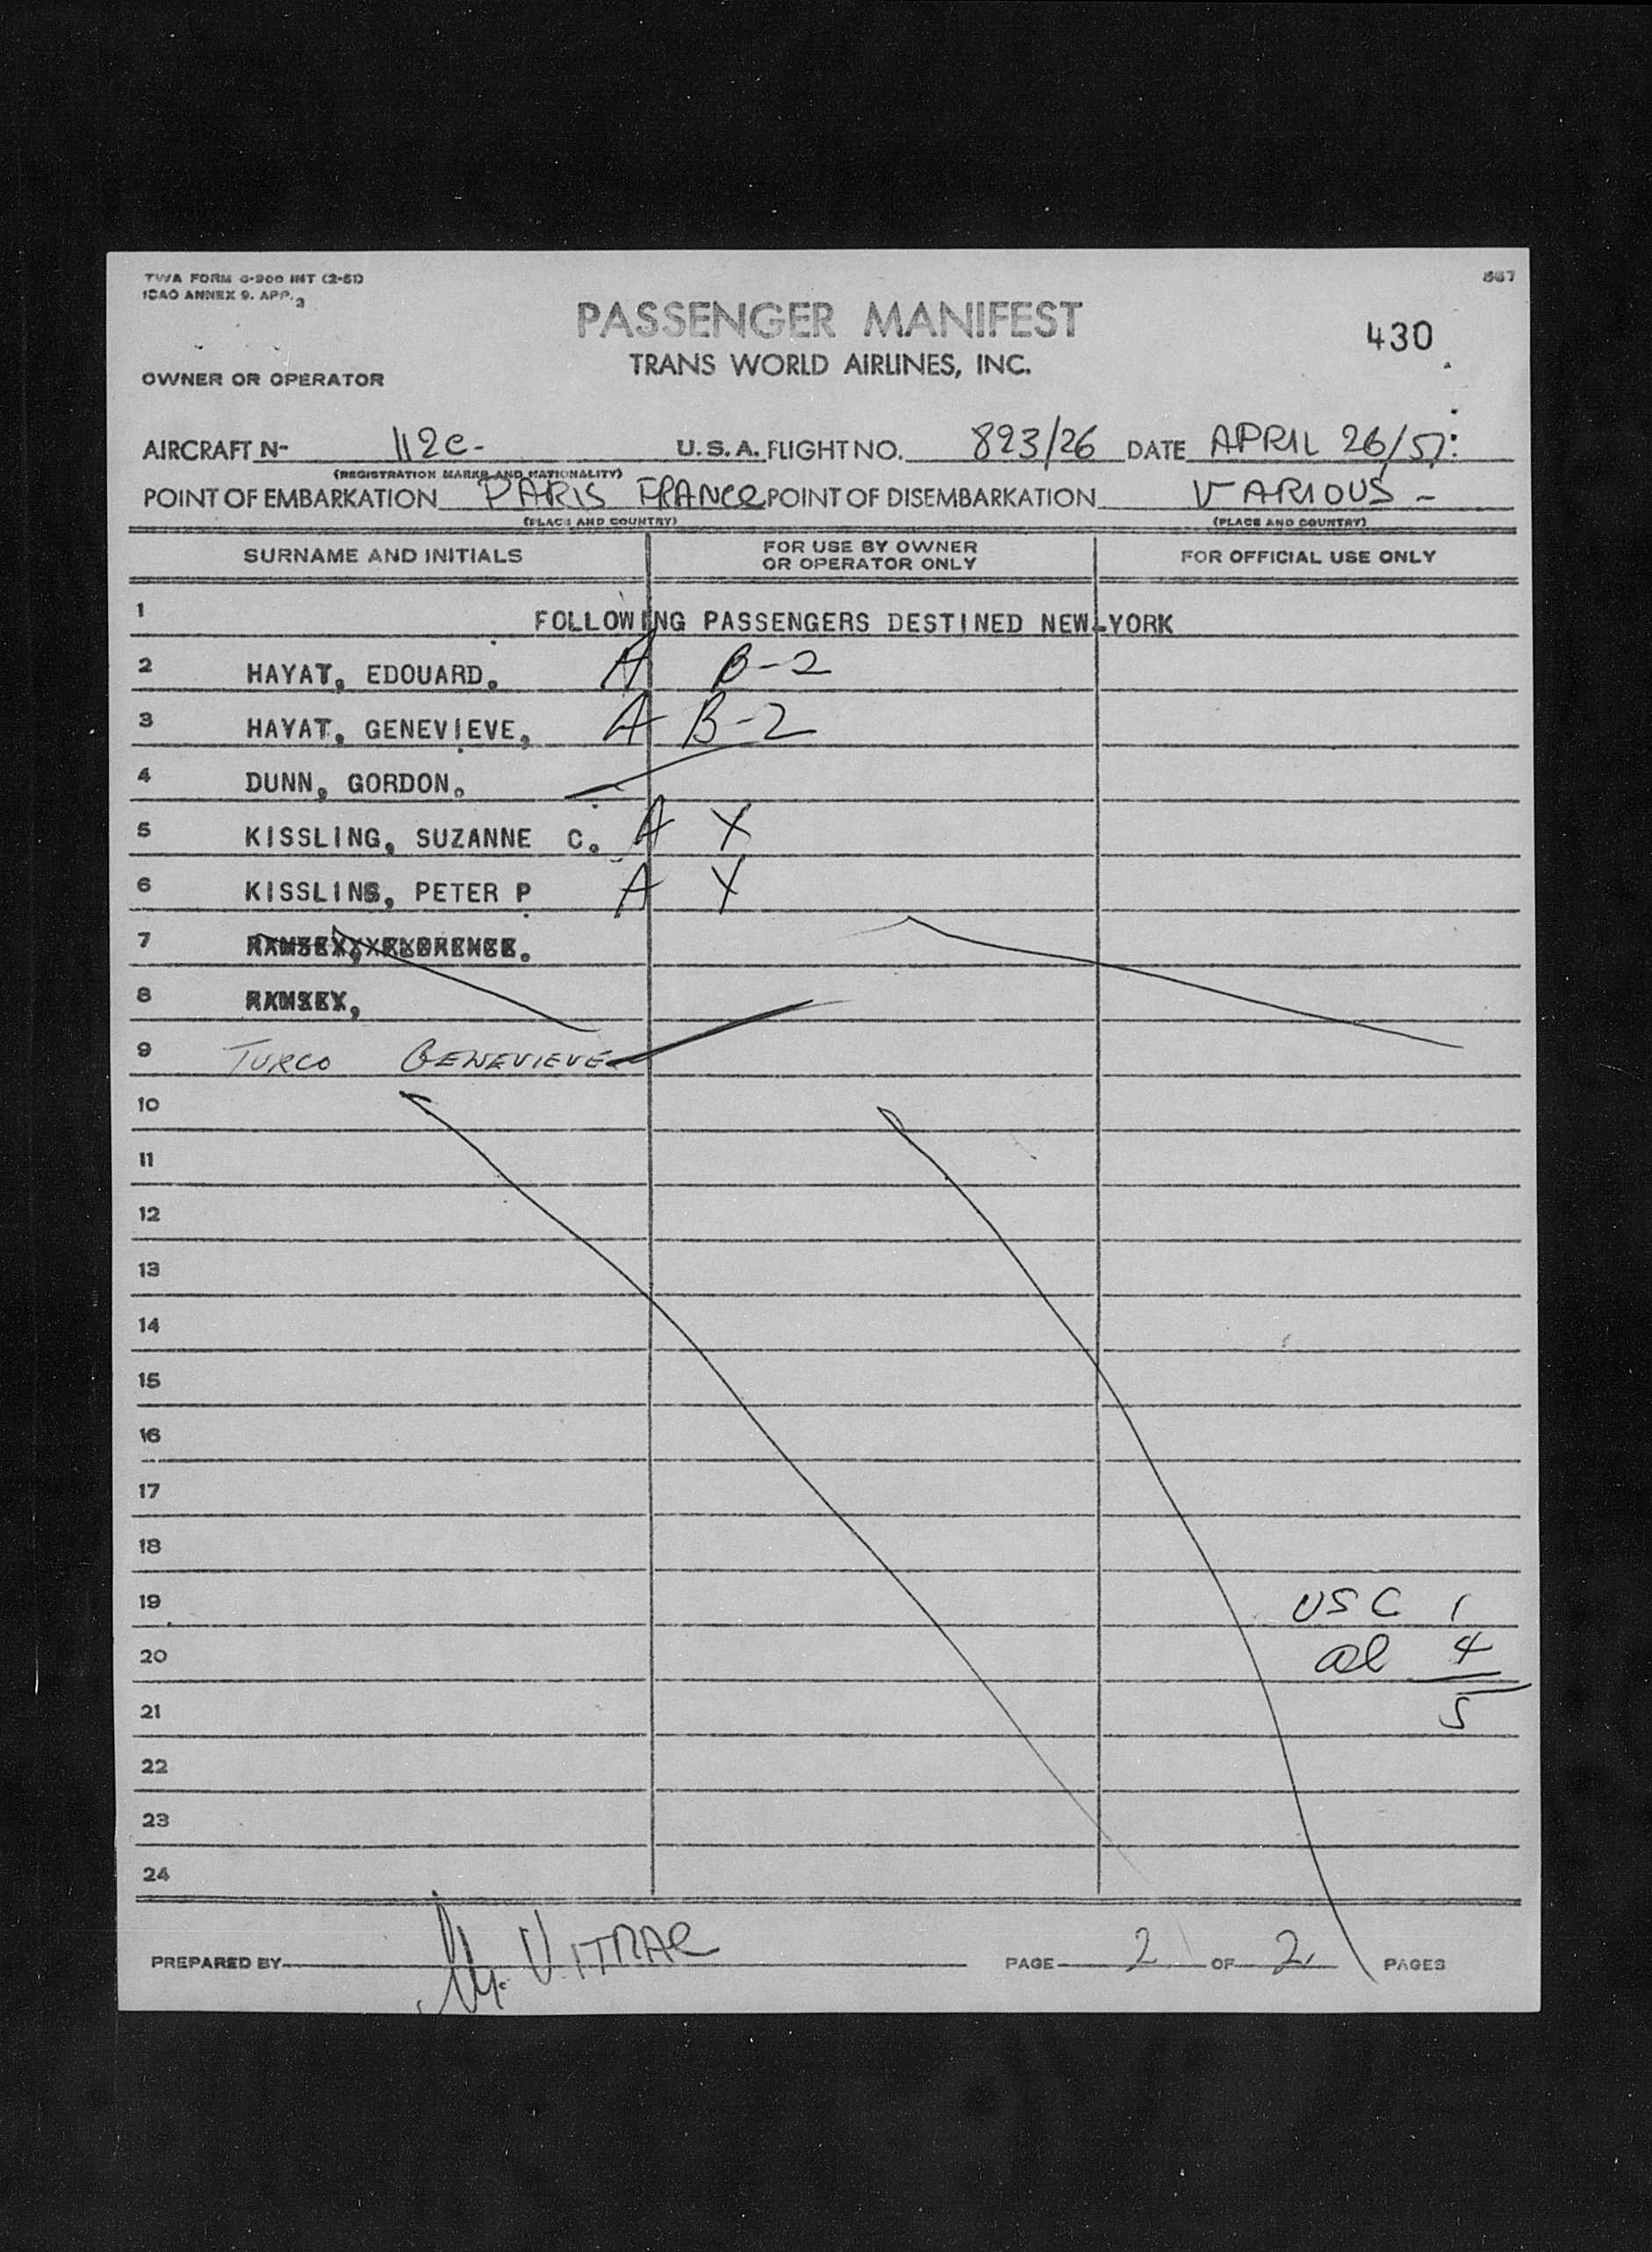 TWA FORM O-900 INT (2-51)
ICAO ANNEX 9. APP. 3
567
PASSENGER MANIFEST
430
TRANS WORLD AIRLINES, INC.
OWNER OR OPERATOR
AIRCRAFT N- 112C- U.S.A. FLIGHT NO. 823/26 DATE APRIL 26/57:
(REGISTRATION MARKS AND NATIONALITY)
POINT OF EMBARKATION PARIS FRANCE POINT OF DISEMBARKATION VARIOUS -
(PLACE AND COUNTRY) (PLACE AND COUNTRY)
SURNAME AND INITIALS FOR USE BY OWNER OR OPERATOR ONLY FOR OFFICIAL USE ONLY
1 FOLLOWING PASSENGERS DESTINED NEW-YORK
2 HAYAT, EDOUARD. A B-2
3 HAYAT, GENEVIEVE, A B-2
4 DUNN, GORDON.
5 KISSLING, SUZANNE C. A X
6 KISSLING, PETER P A X
7
8 RAMSEY,
9 TURCO GENEVIEVE
10
11
12
13
14
15
16
17
18
19 USC 1
20 al 4
21 5
22
23
24
PREPARED BY VITRAC PAGE 2 OF 2 PAGES